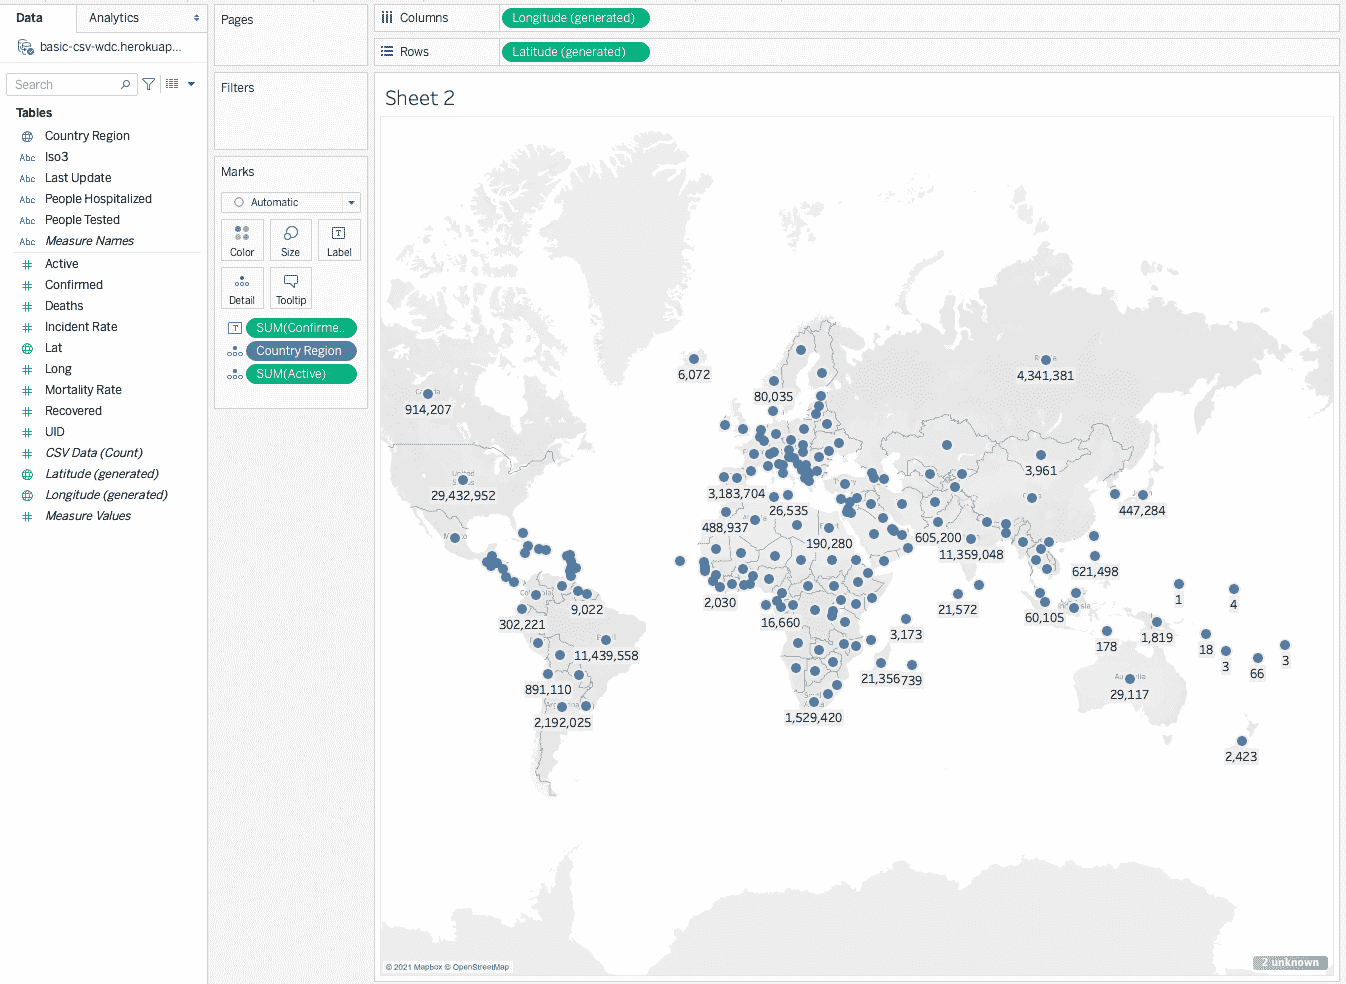 Data
Analytics
basic-csv-wdc.herokuap...
Search
Tables
Country Region
Abc Iso3
Abc Last Update
Abc People Hospitalized
Abc People Tested
Abc Measure Names
# Active
# Confirmed
# Deaths
# Incident Rate
Lat
# Long
# Mortality Rate
# Recovered
# UID
# CSV Data (Count)
Latitude (generated)
Longitude (generated)
# Measure Values
Pages
Filters
Marks
Automatic
Color
Size
T
Label
Detail
Tooltip
T SUM(Confirme..
Country Region
SUM(Active)
Columns
Longitude (generated)
Rows
Latitude (generated)
Sheet 2
6,072
4,341,381
80,035
914,207
3,961
United
29,432,952
3,183,704
26,535
447,284
488,937
190,280
605,200
11,359,048
621,498
2,030
9,022
21,572
1
4
302,221
16,660
60,105
3,173
178
1,819
18
11,439,558
3
66
3
21,356
739
891,110
29,117
2,192,025
1,529,420
2,423
© 2021 Mapbox © OpenStreetMap
2 unknown